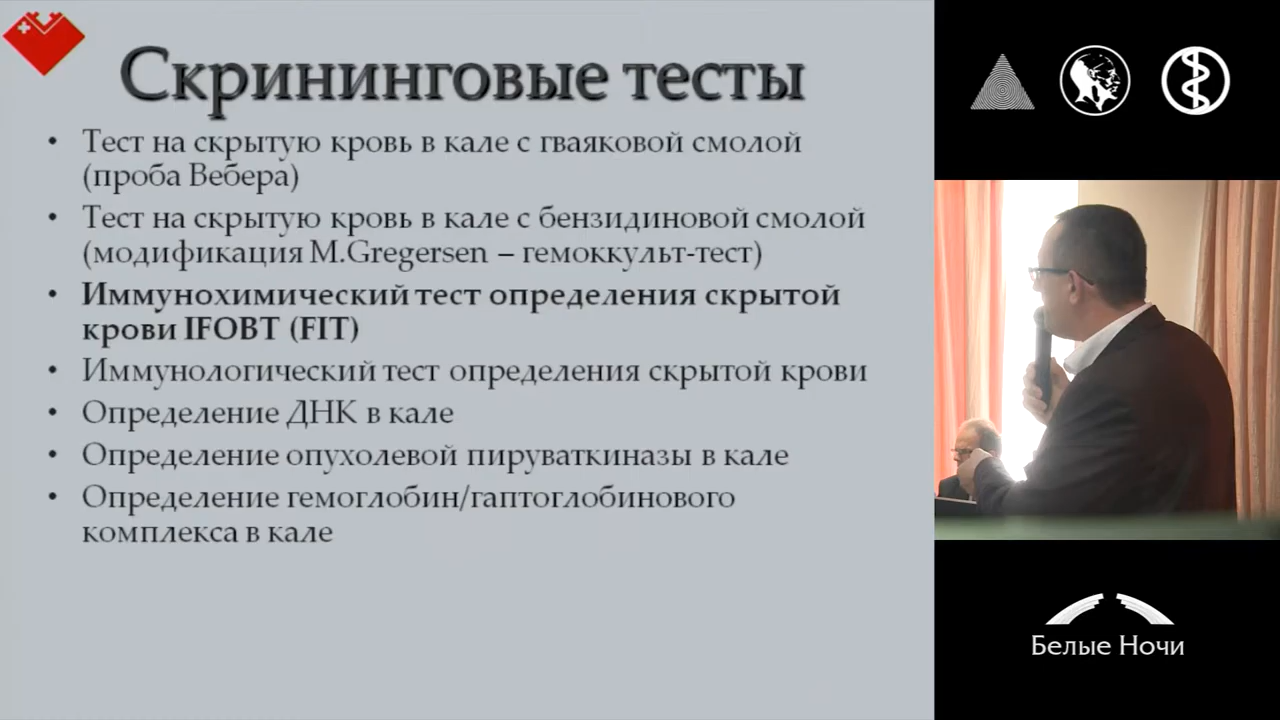 Скрининговые тесты
• Тест на скрытую кровь в кале с гваяковой смолой
(проба Вебера)
• Тест на скрытую кровь в кале с бензидиновой смолой
(модификация M.Gregersen – гемоккульт-тест)
• Иммунохимический тест определения скрытой
крови IFOBT (FIT)
• Иммунологический тест определения скрытой крови
• Определение ДНК в кале
• Определение опухолевой пируваткиназы в кале
• Определение гемоглобин/гаптоглобинового
комплекса в кале
Белые Ночи